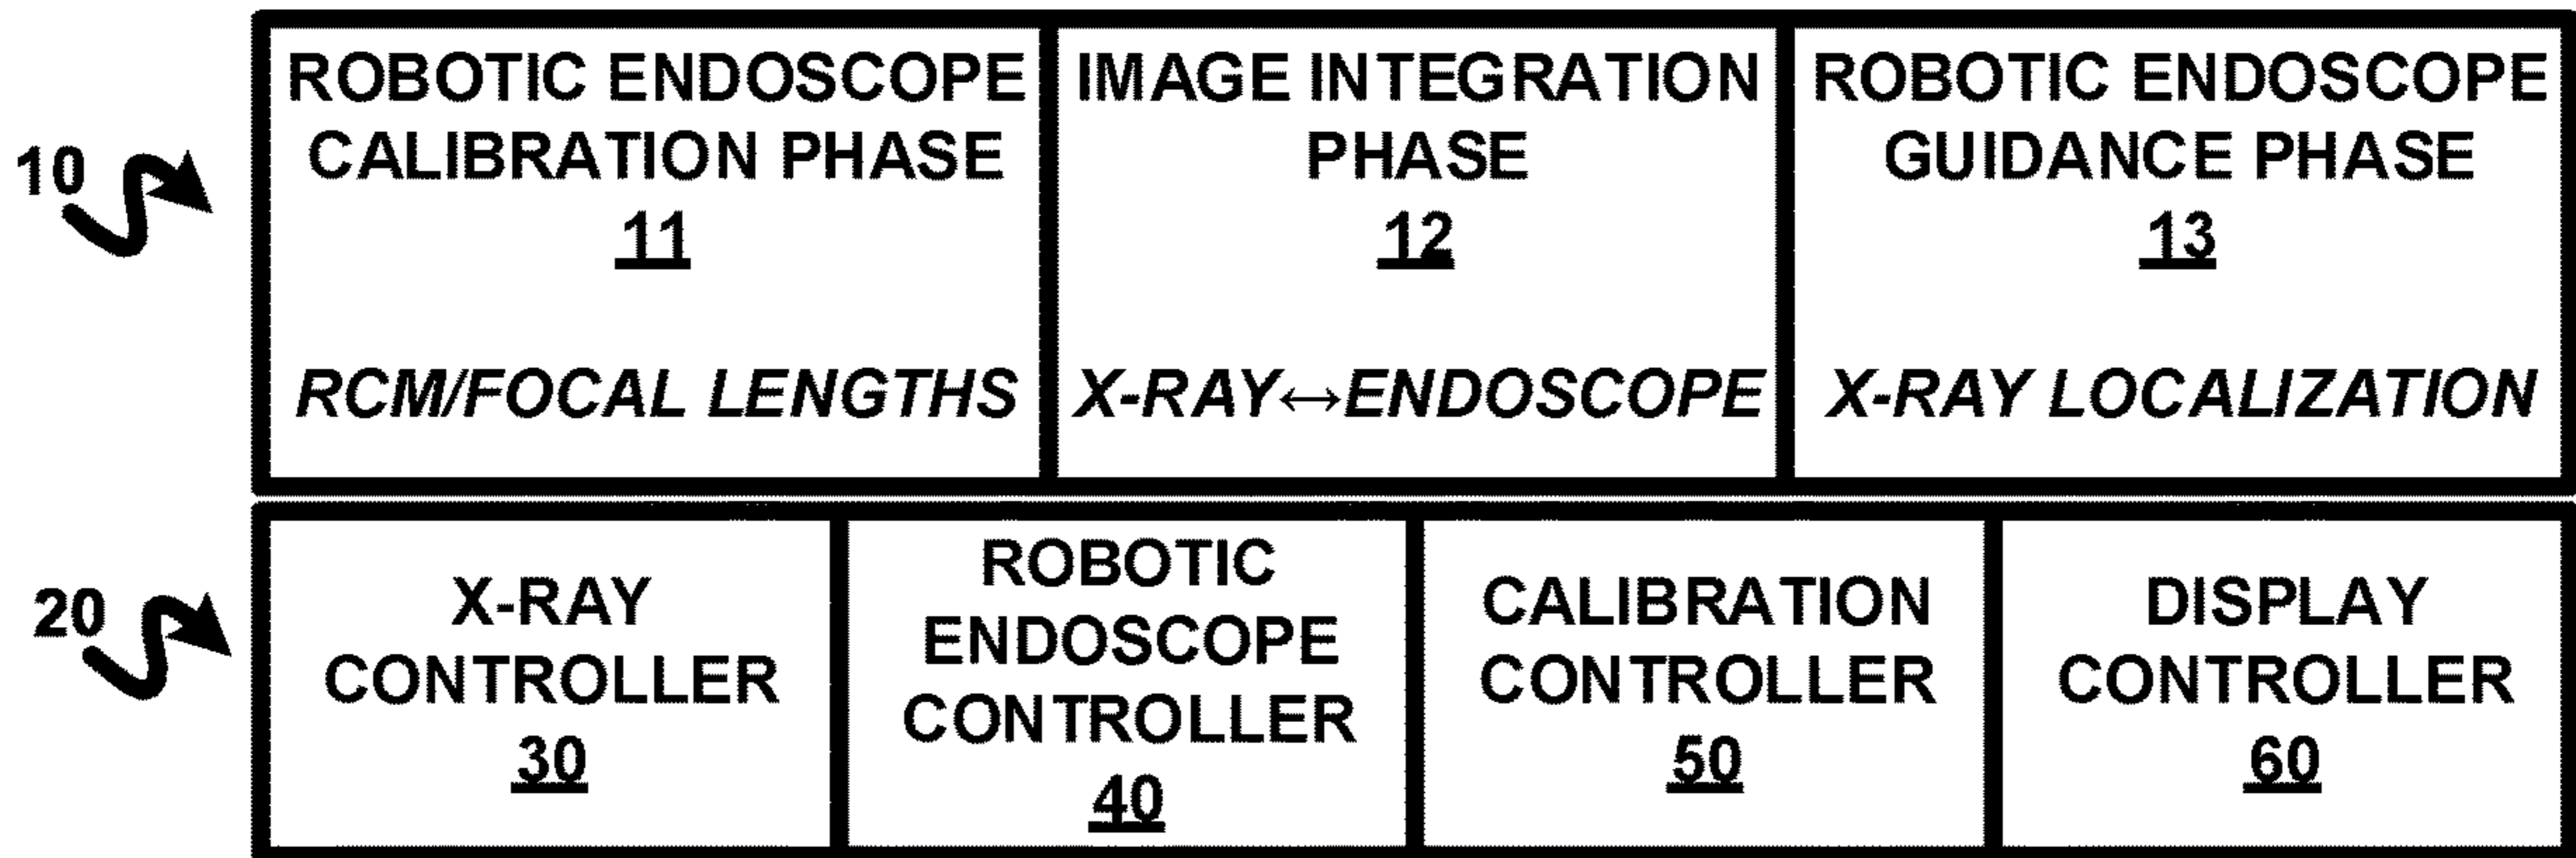 10
ROBOTIC ENDOSCOPE
CALIBRATION PHASE
11
RCM/FOCAL LENGTHS
IMAGE INTEGRATION
PHASE
12
X-RAY↔ENDOSCOPE
ROBOTIC ENDOSCOPE
GUIDANCE PHASE
13
X-RAY LOCALIZATION
20
X-RAY
CONTROLLER
30
ROBOTIC
ENDOSCOPE
CONTROLLER
40
CALIBRATION
CONTROLLER
50
DISPLAY
CONTROLLER
60